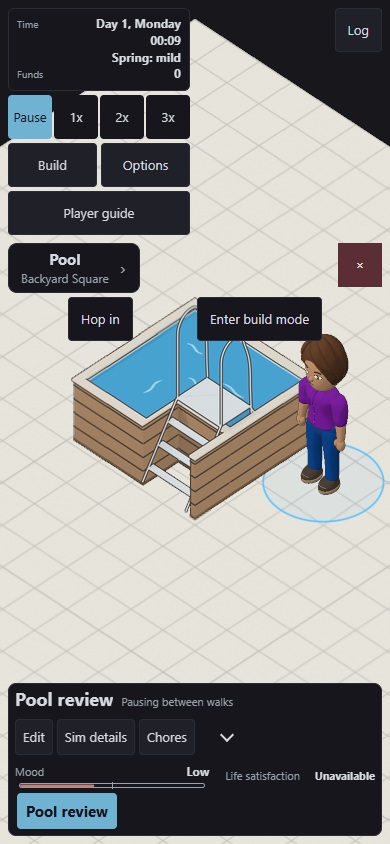 Time Day 1, Monday
00:09
Spring: mild
Funds 0
Log
Pause 1x 2x 3x
Build Options
Player guide
Pool
Backyard Square
×
Hop in Enter build mode
Pool review Pausing between walks
Edit Sim details Chores
Mood Low Life satisfaction Unavailable
Pool review